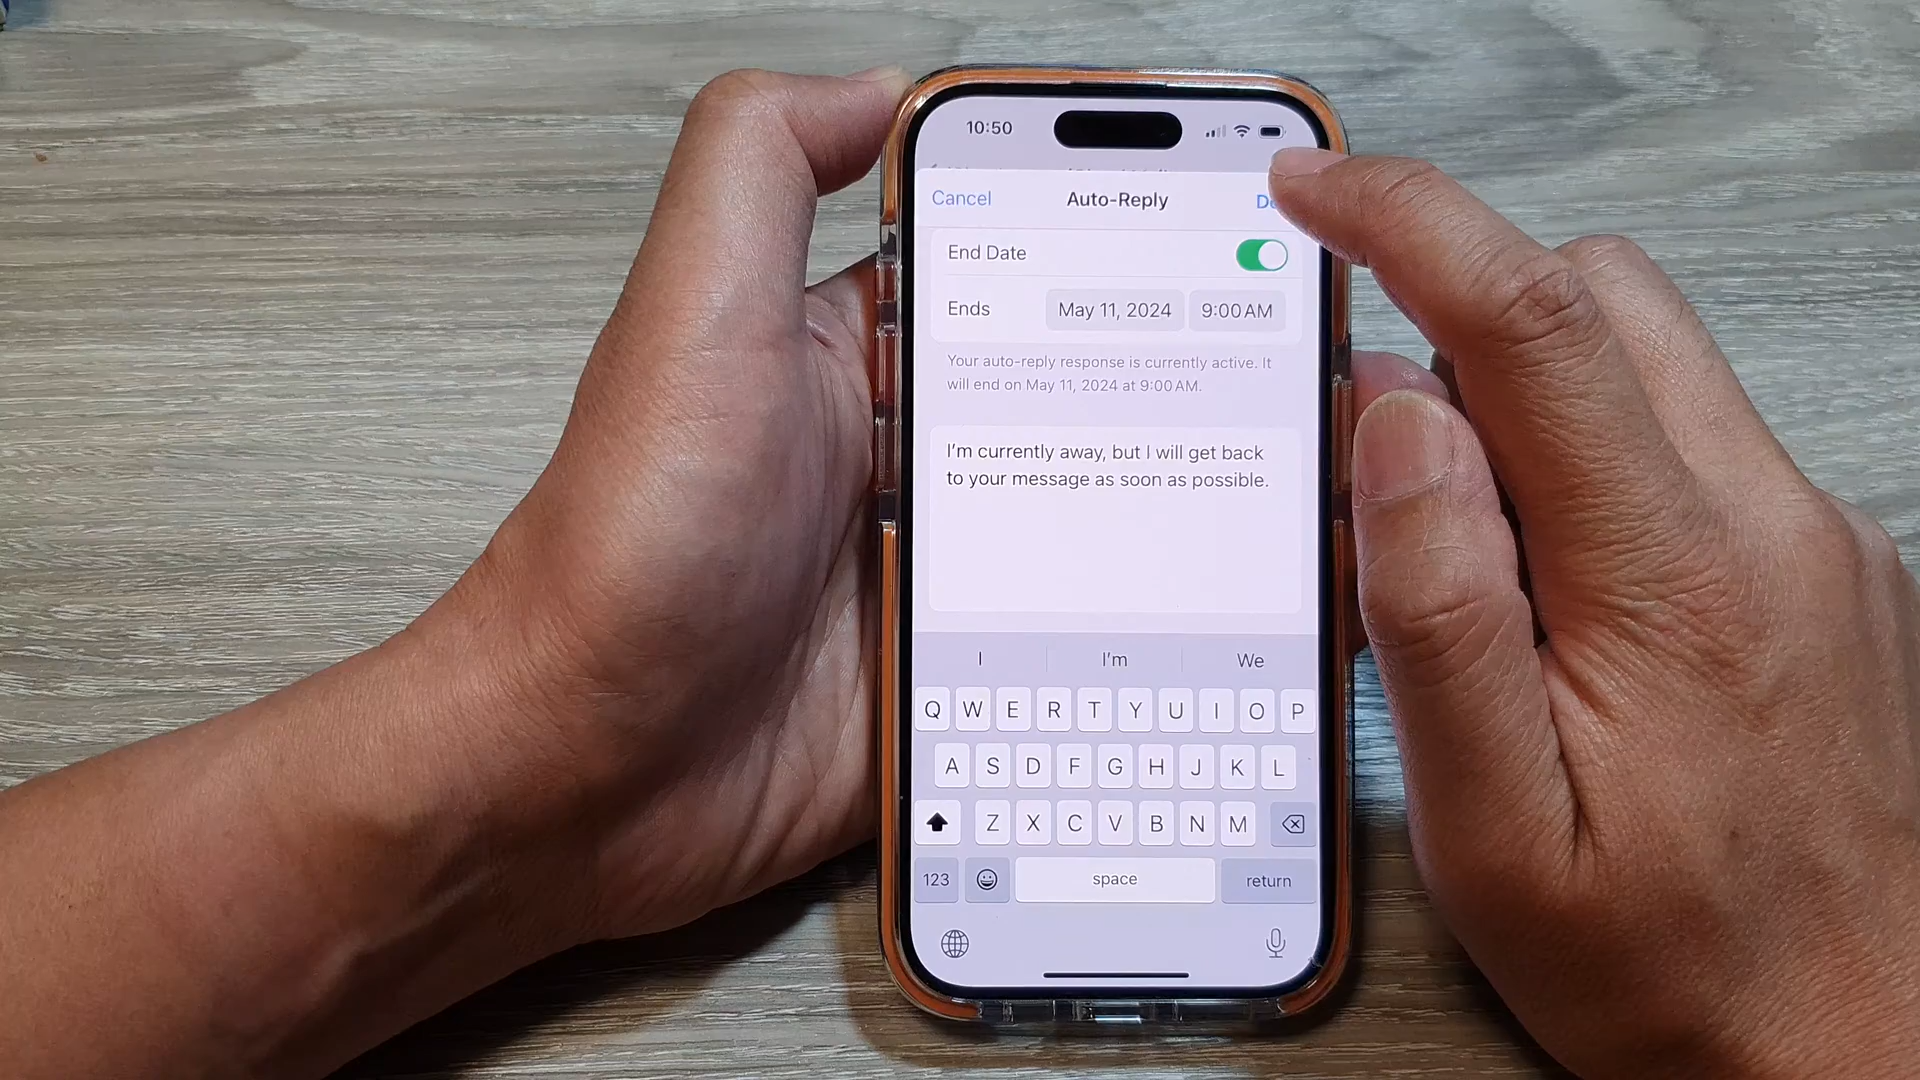 10:50
Cancel
Auto-Reply
End Date
Ends
May 11, 2024
9:00 AM
Your auto-reply response is currently active. It
will end on May 11, 2024 at 9:00 AM.
I'm currently away, but I will get back
to your message as soon as possible.
I
I'm
We
Q W E R T Y U I O P
A S D F G H J K L
Z X C V B N M
123
space
return